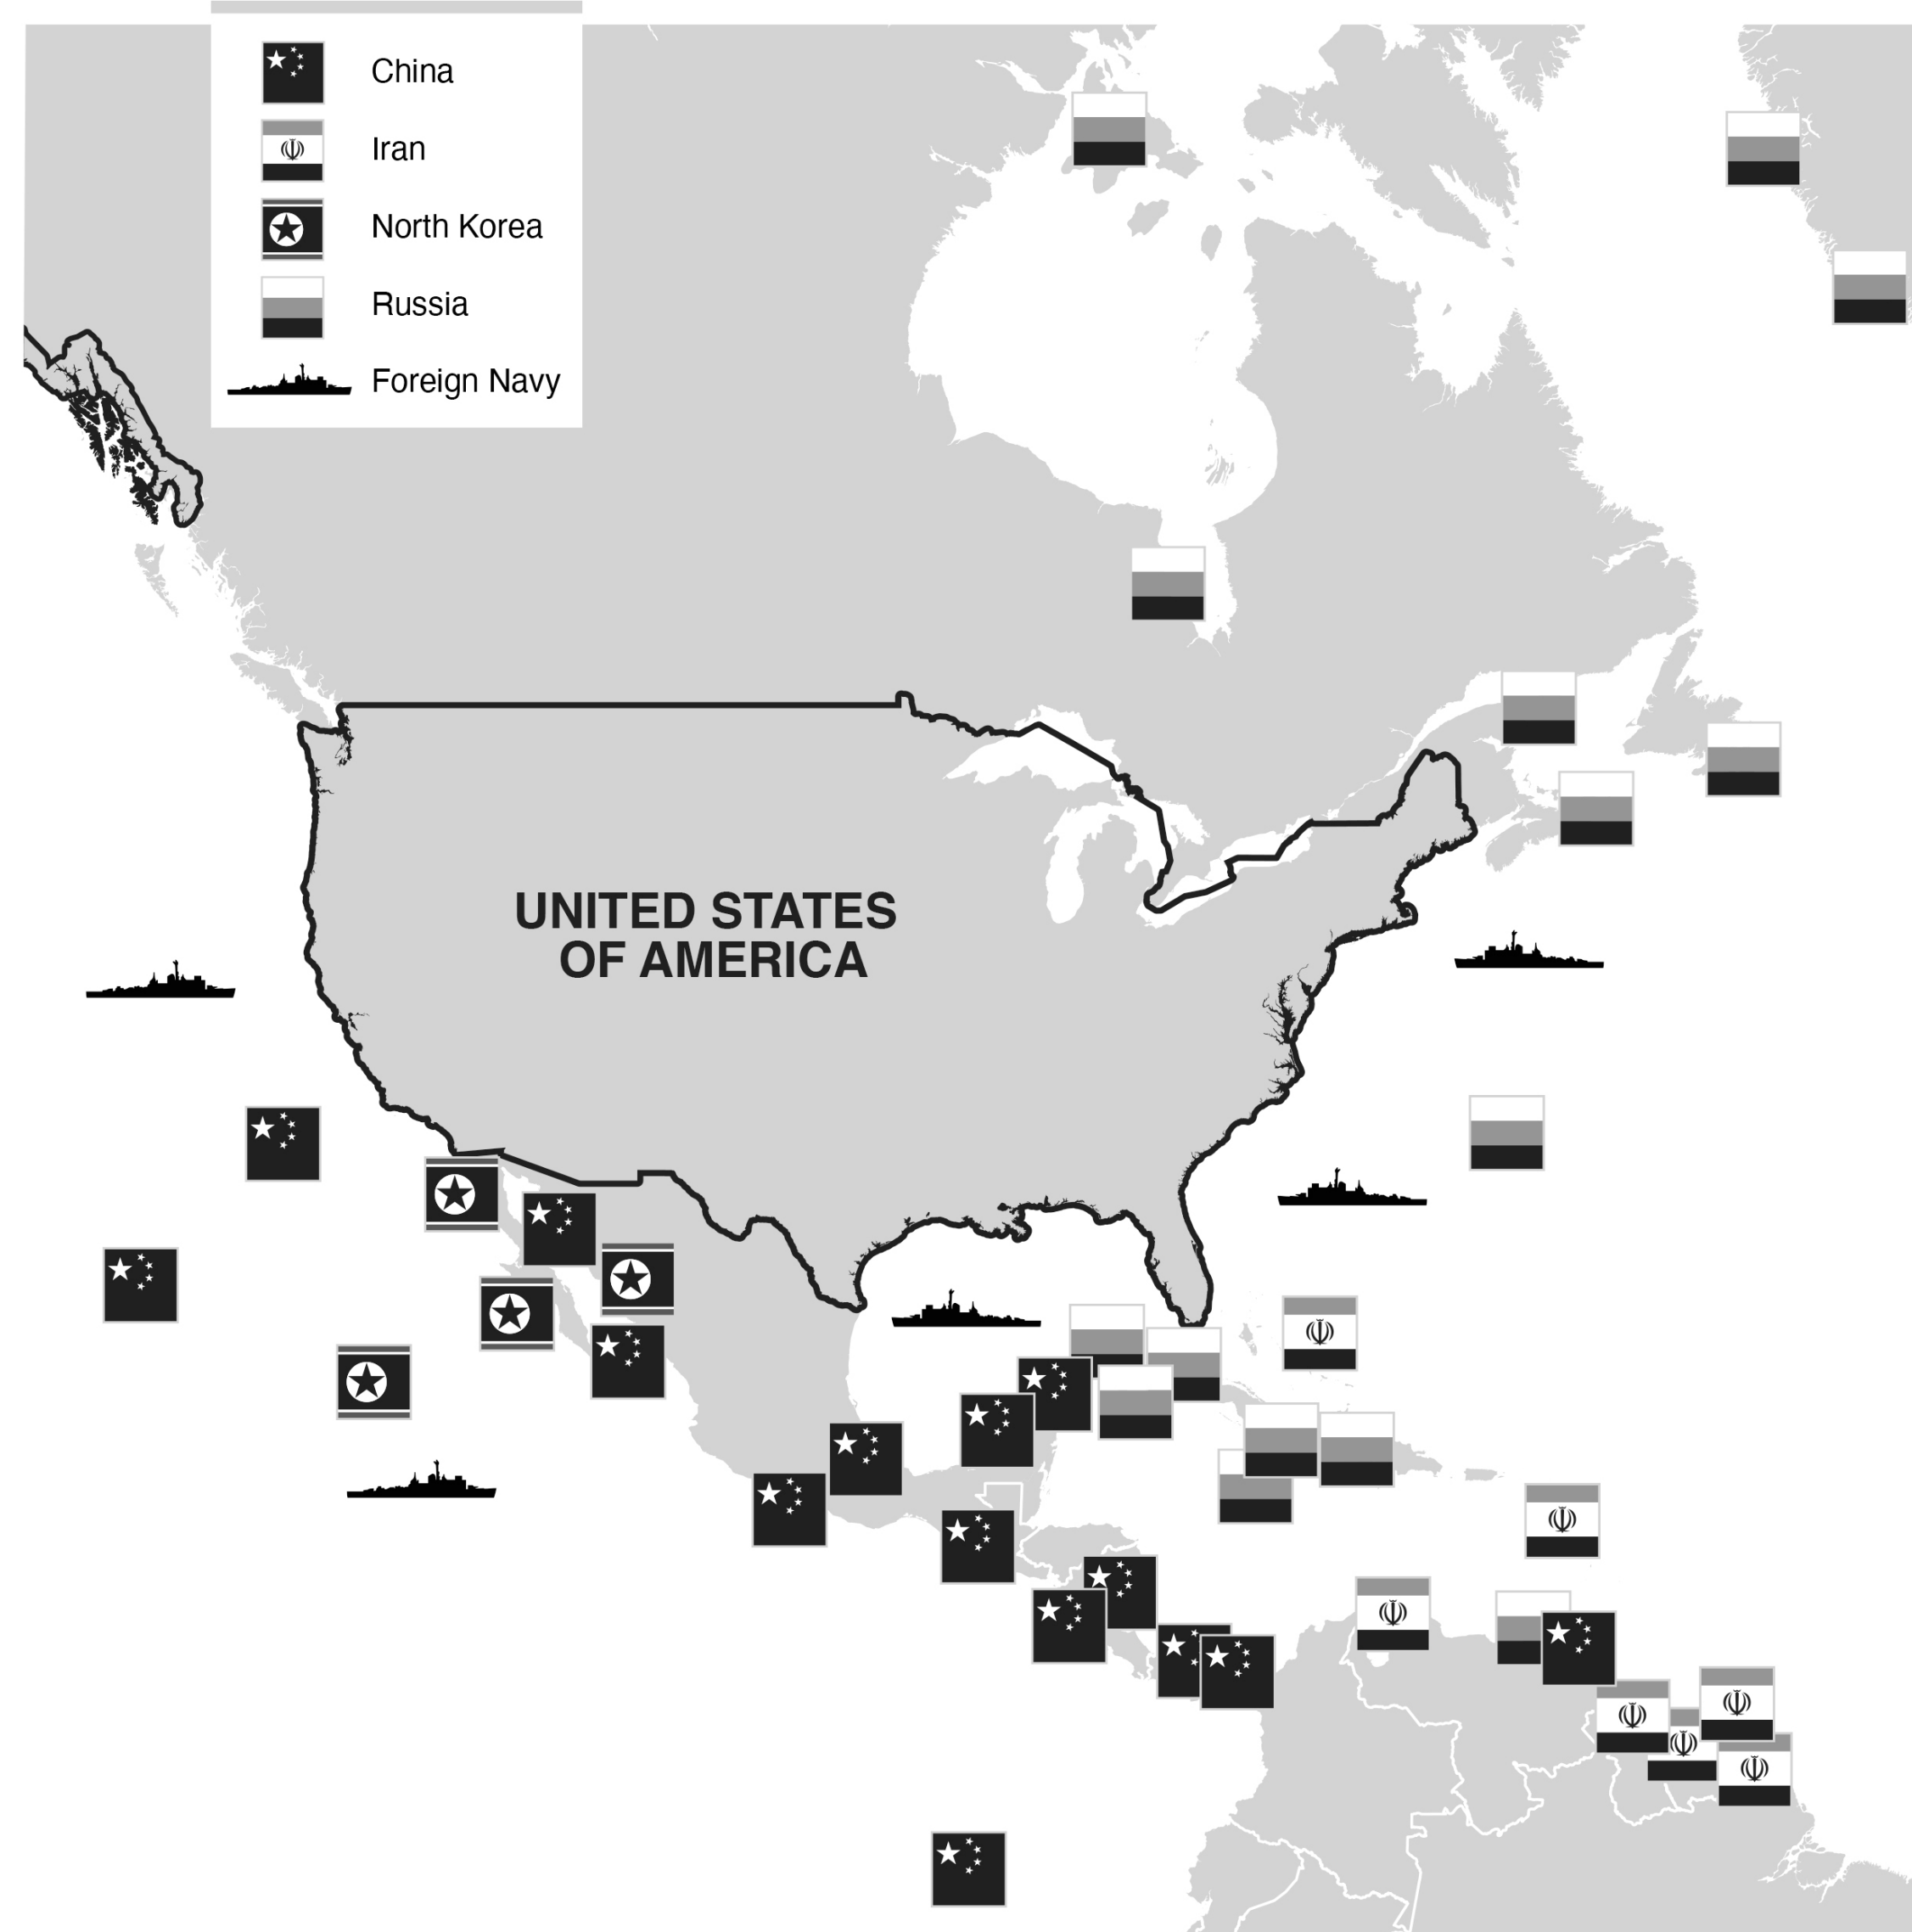 China
Iran
North Korea
Russia
Foreign Navy
UNITED STATES
OF AMERICA